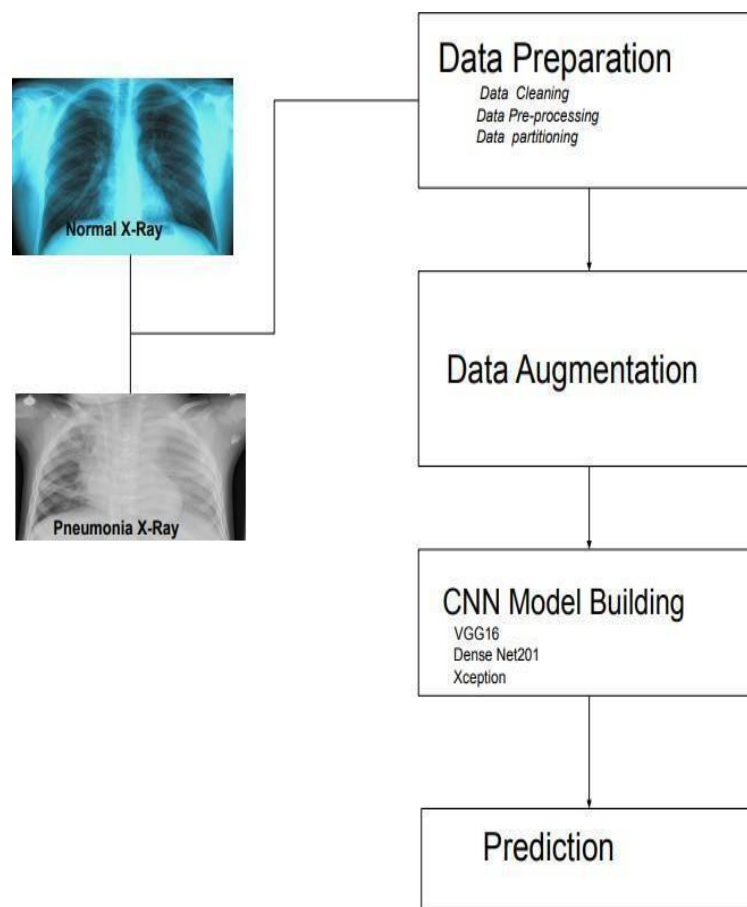 Normal X-Ray
Pneumonia X-Ray
Data Preparation
Data Cleaning
Data Pre-processing
Data partitioning
Data Augmentation
CNN Model Building
VGG16
Dense Net201
Xception
Prediction